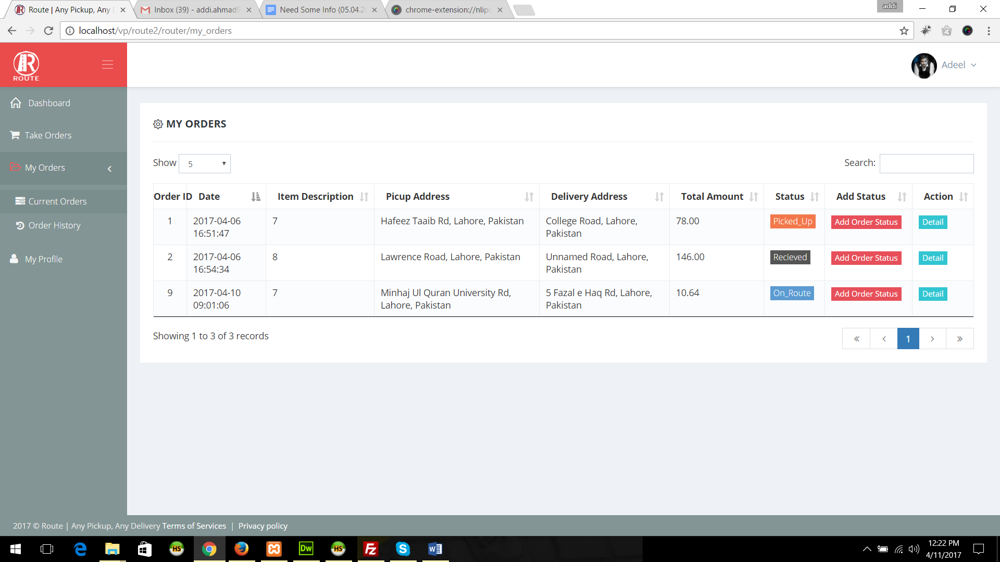 Route | Any Pickup, Any
Inbox (39) - addi.ahmad9
Need Some Info (05.04.2
chrome-extension://nlipc
addi
localhost/vp/route2/router/my_orders
ROUTE
Adeel
Dashboard
Take Orders
My Orders
Current Orders
Order History
My Profile
MY ORDERS
Show 5
Search:
Order ID Date Item Description Picup Address Delivery Address Total Amount Status Add Status Action
1 2017-04-06 7 Hafeez Taaib Rd, Lahore, Pakistan College Road, Lahore, 78.00 Picked_Up Add Order Status Detail
16:51:47 Pakistan
2 2017-04-06 8 Lawrence Road, Lahore, Pakistan Unnamed Road, Lahore, 146.00 Recieved Add Order Status Detail
16:54:34 Pakistan
9 2017-04-10 7 Minhaj Ul Quran University Rd, 5 Fazal e Haq Rd, Lahore, 10.64 On_Route Add Order Status Detail
09:01:06 Lahore, Pakistan Pakistan
Showing 1 to 3 of 3 records
« ‹ 1 › »
2017 © Route | Any Pickup, Any Delivery Terms of Services | Privacy policy
HS
Dw
HS
Fz
S
W
12:22 PM
4/11/2017